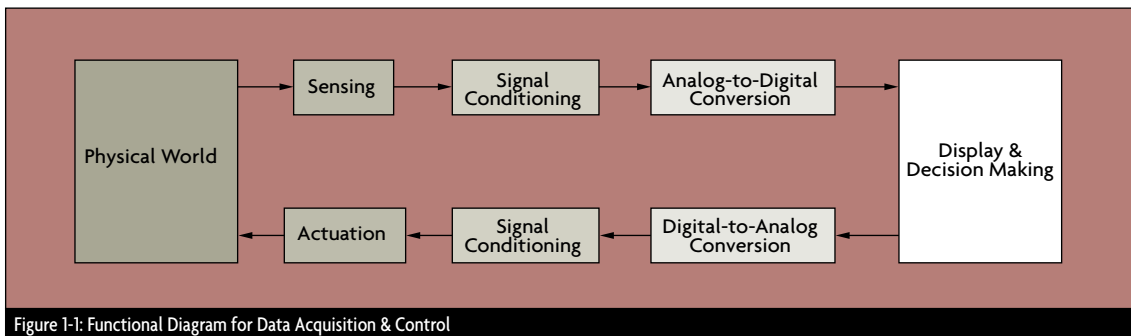 Physical World
Sensing
Signal
Conditioning
Analog-to-Digital
Conversion
Display &
Decision Making
Actuation
Signal
Conditioning
Digital-to-Analog
Conversion
Figure 1-1: Functional Diagram for Data Acquisition & Control